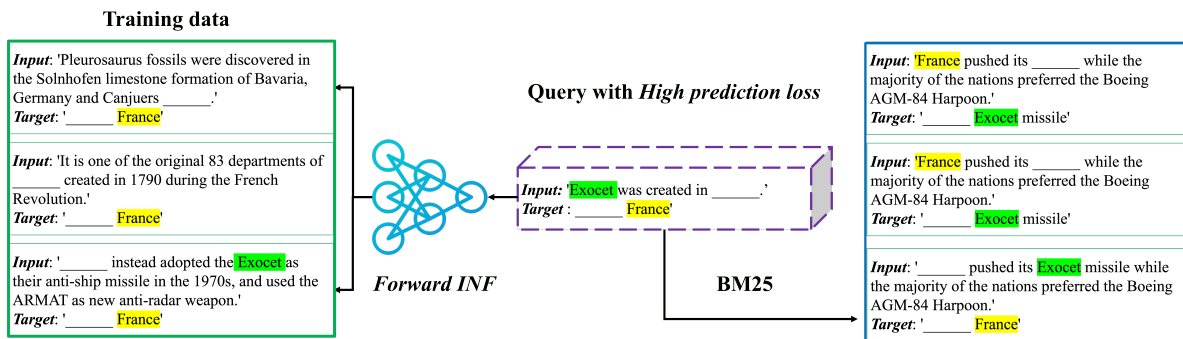 Training data
Input: 'Pleurosaurus fossils were discovered in
the Solnhofen limestone formation of Bavaria,
Germany and Canjuers ______.'
Target: '______ France'
Input: 'It is one of the original 83 departments of
______ created in 1790 during the French
Revolution.'
Target: '______ France'
Input: '______ instead adopted the Exocet as
their anti-ship missile in the 1970s, and used the
ARMAT as new anti-radar weapon.'
Target: '______ France'
Forward INF
Query with High prediction loss
Input: 'Exocet was created in ______.’
Target : ______ France'
BM25
Input: 'France pushed its ______ while the
majority of the nations preferred the Boeing
AGM-84 Harpoon.'
Target: '______ Exocet missile'
Input: 'France pushed its ______ while the
majority of the nations preferred the Boeing
AGM-84 Harpoon.'
Target: '______ Exocet missile'
Input: '______ pushed its Exocet missile while
the majority of the nations preferred the Boeing
AGM-84 Harpoon.'
Target: '______ France'